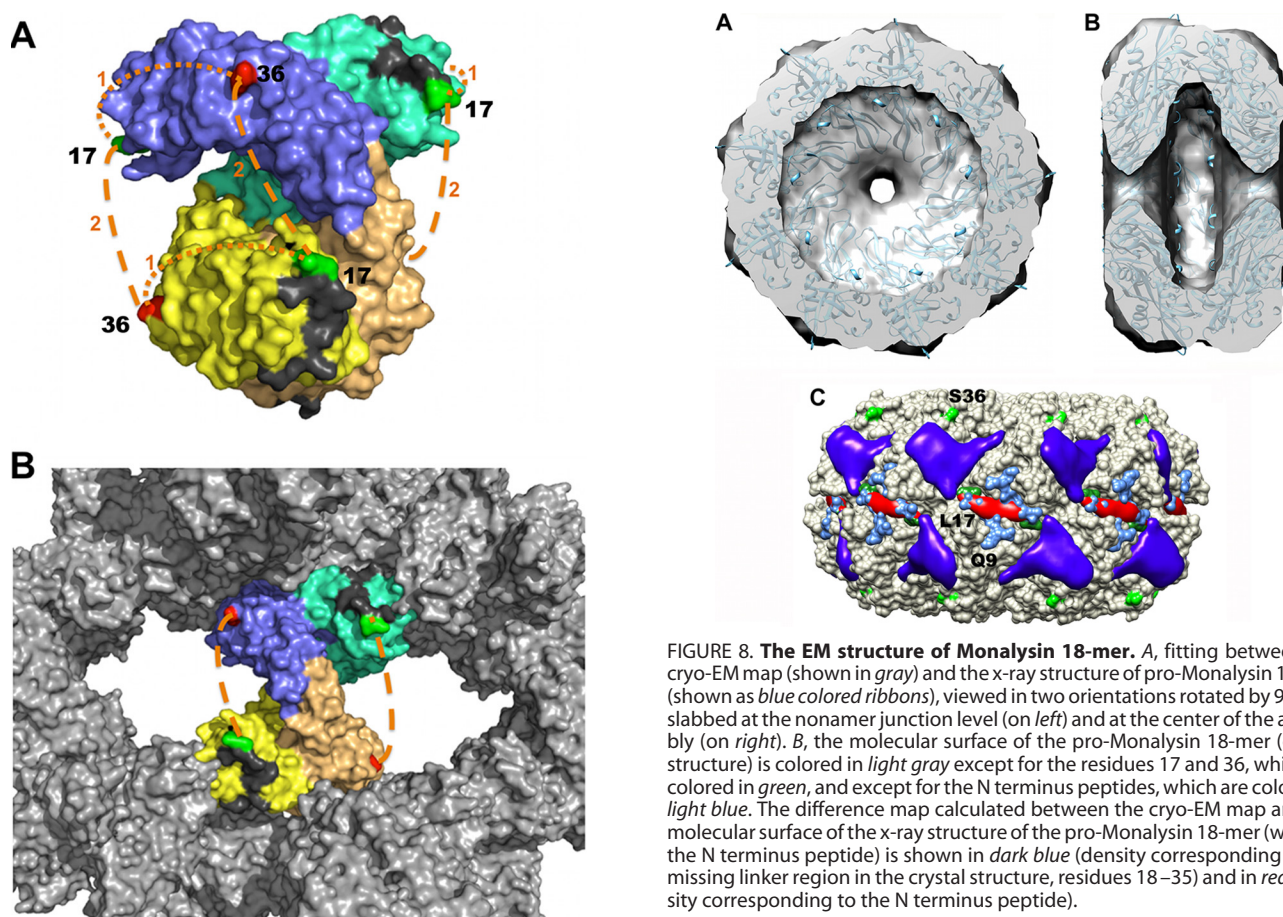 A
1
36
1
17
17
2
2
2
1
17
36
B
A
B
C
S36
L17
Q9
FIGURE 8. The EM structure of Monalysin 18-mer. A, fitting betwee
cryo-EM map (shown in gray) and the x-ray structure of pro-Monalysin 1
(shown as blue colored ribbons), viewed in two orientations rotated by 9
slabbed at the nonamer junction level (on left) and at the center of the a
bly (on right). B, the molecular surface of the pro-Monalysin 18-mer (
structure) is colored in light gray except for the residues 17 and 36, whi
colored in green, and except for the N terminus peptides, which are colo
light blue. The difference map calculated between the cryo-EM map a
molecular surface of the x-ray structure of the pro-Monalysin 18-mer (w
the N terminus peptide) is shown in dark blue (density corresponding
missing linker region in the crystal structure, residues 18–35) and in red
sity corresponding to the N terminus peptide).